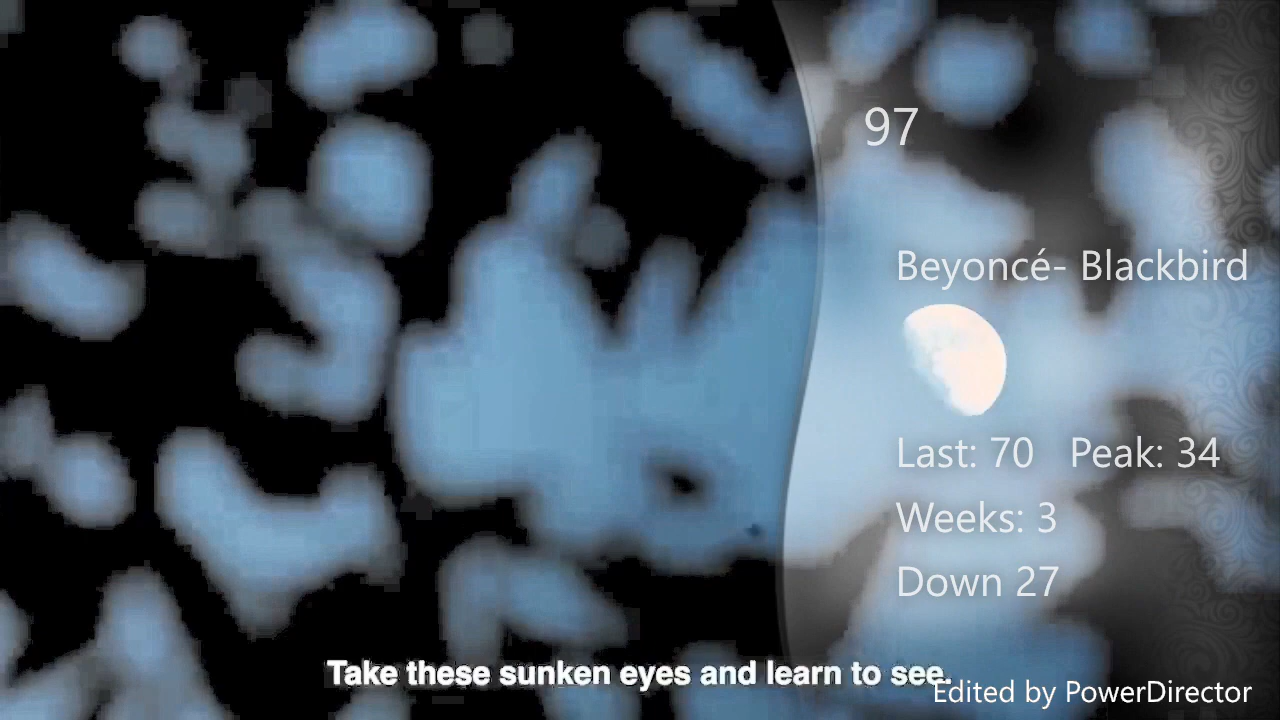 97
Beyoncé- Blackbird
Last: 70 Peak: 34
Weeks: 3
Down 27
Take these sunken eyes and learn to see.
Edited by PowerDirector